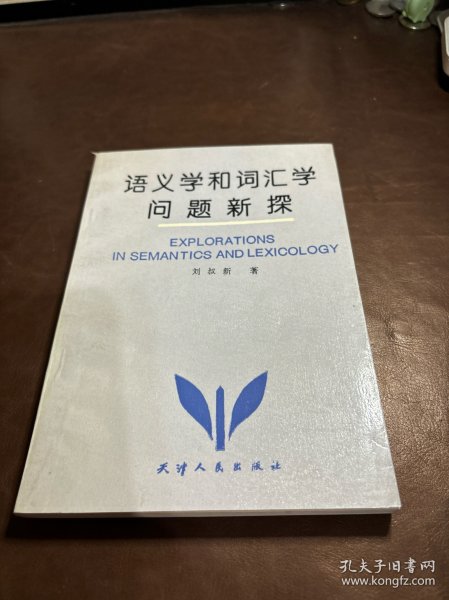 语义学和词汇学
问题新探
EXPLORATIONS
IN SEMANTICS AND LEXICOLOGY
刘叔新 著
天津人民出版社
孔夫子旧书网
www.kongfz.com